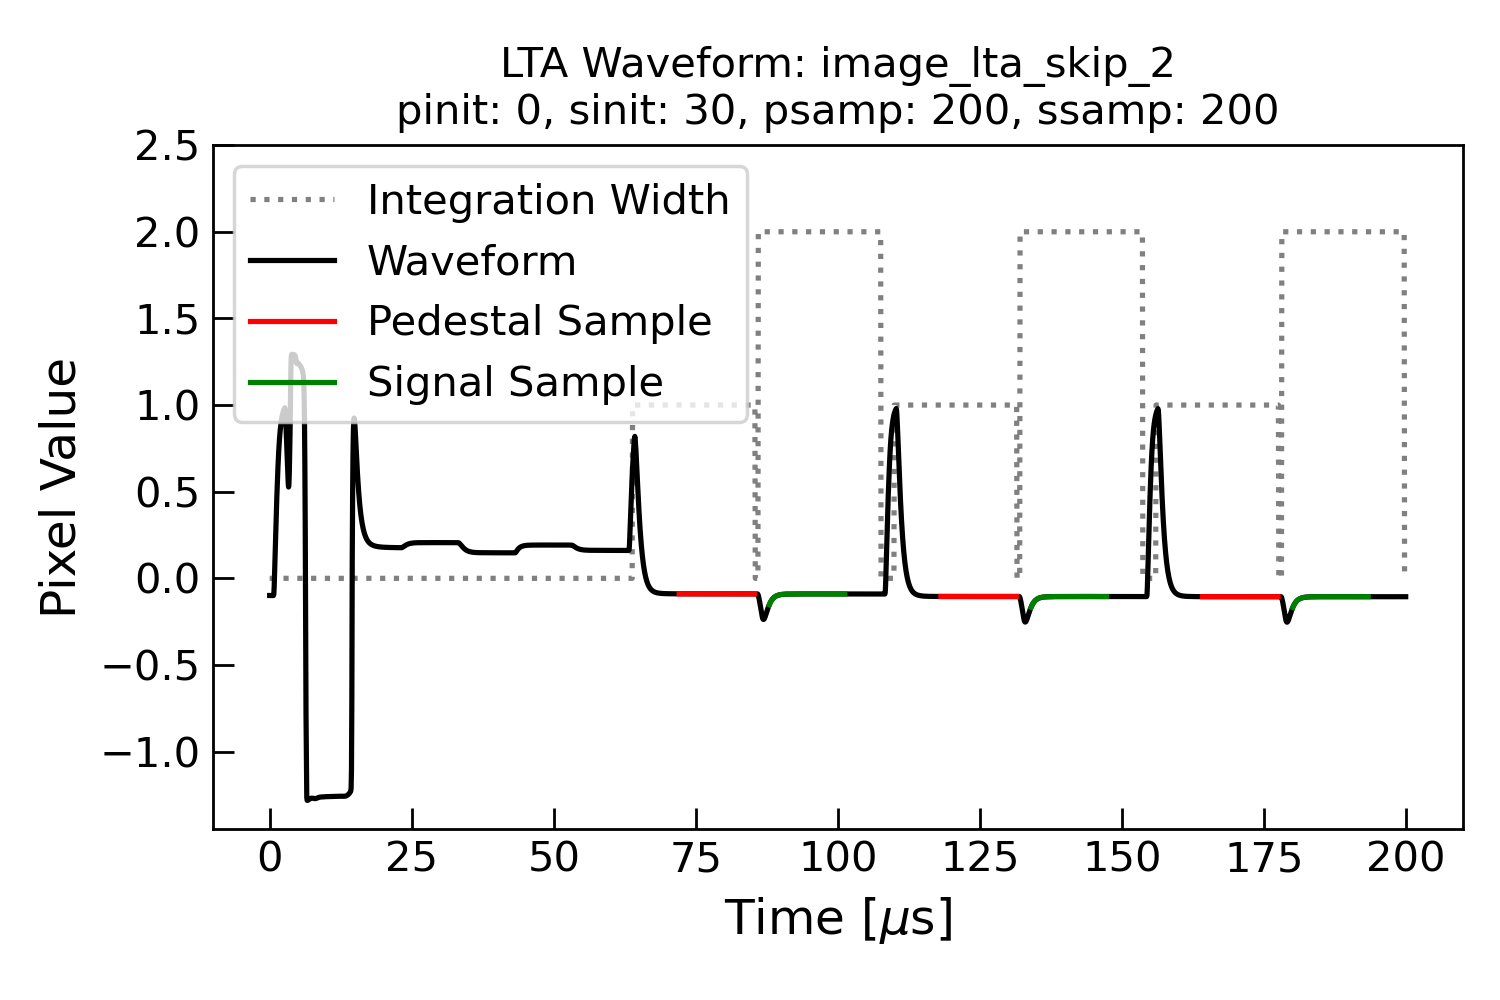 LTA Waveform: image_lta_skip_2
pinit: 0, sinit: 30, psamp: 200, ssamp: 200
2.5
2.0
1.5
1.0
0.5
0.0
−0.5
−1.0
Pixel Value
Integration Width
Waveform
Pedestal Sample
Signal Sample
0 25 50 75 100 125 150 175 200
Time [μs]